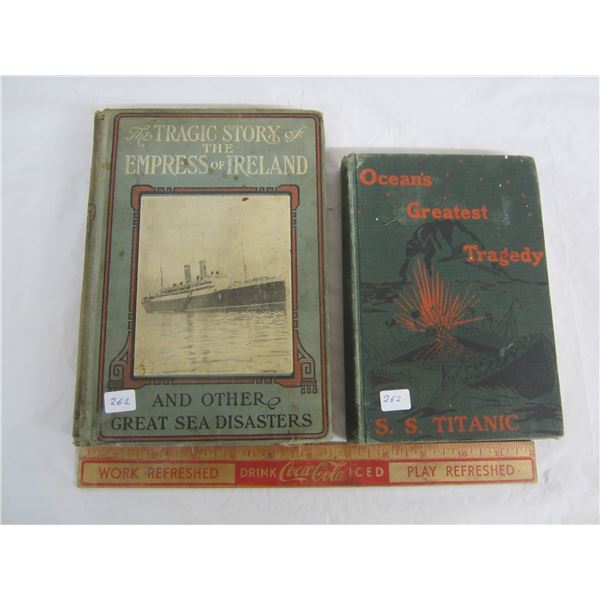 The TRAGIC STORY of
THE
EMPRESS OF IRELAND
AND OTHER
GREAT SEA DISASTERS
262
Ocean's
Greatest
Tragedy
262
S. S. TITANIC
WORK REFRESHED DRINK Coca-Cola ICED PLAY REFRESHED